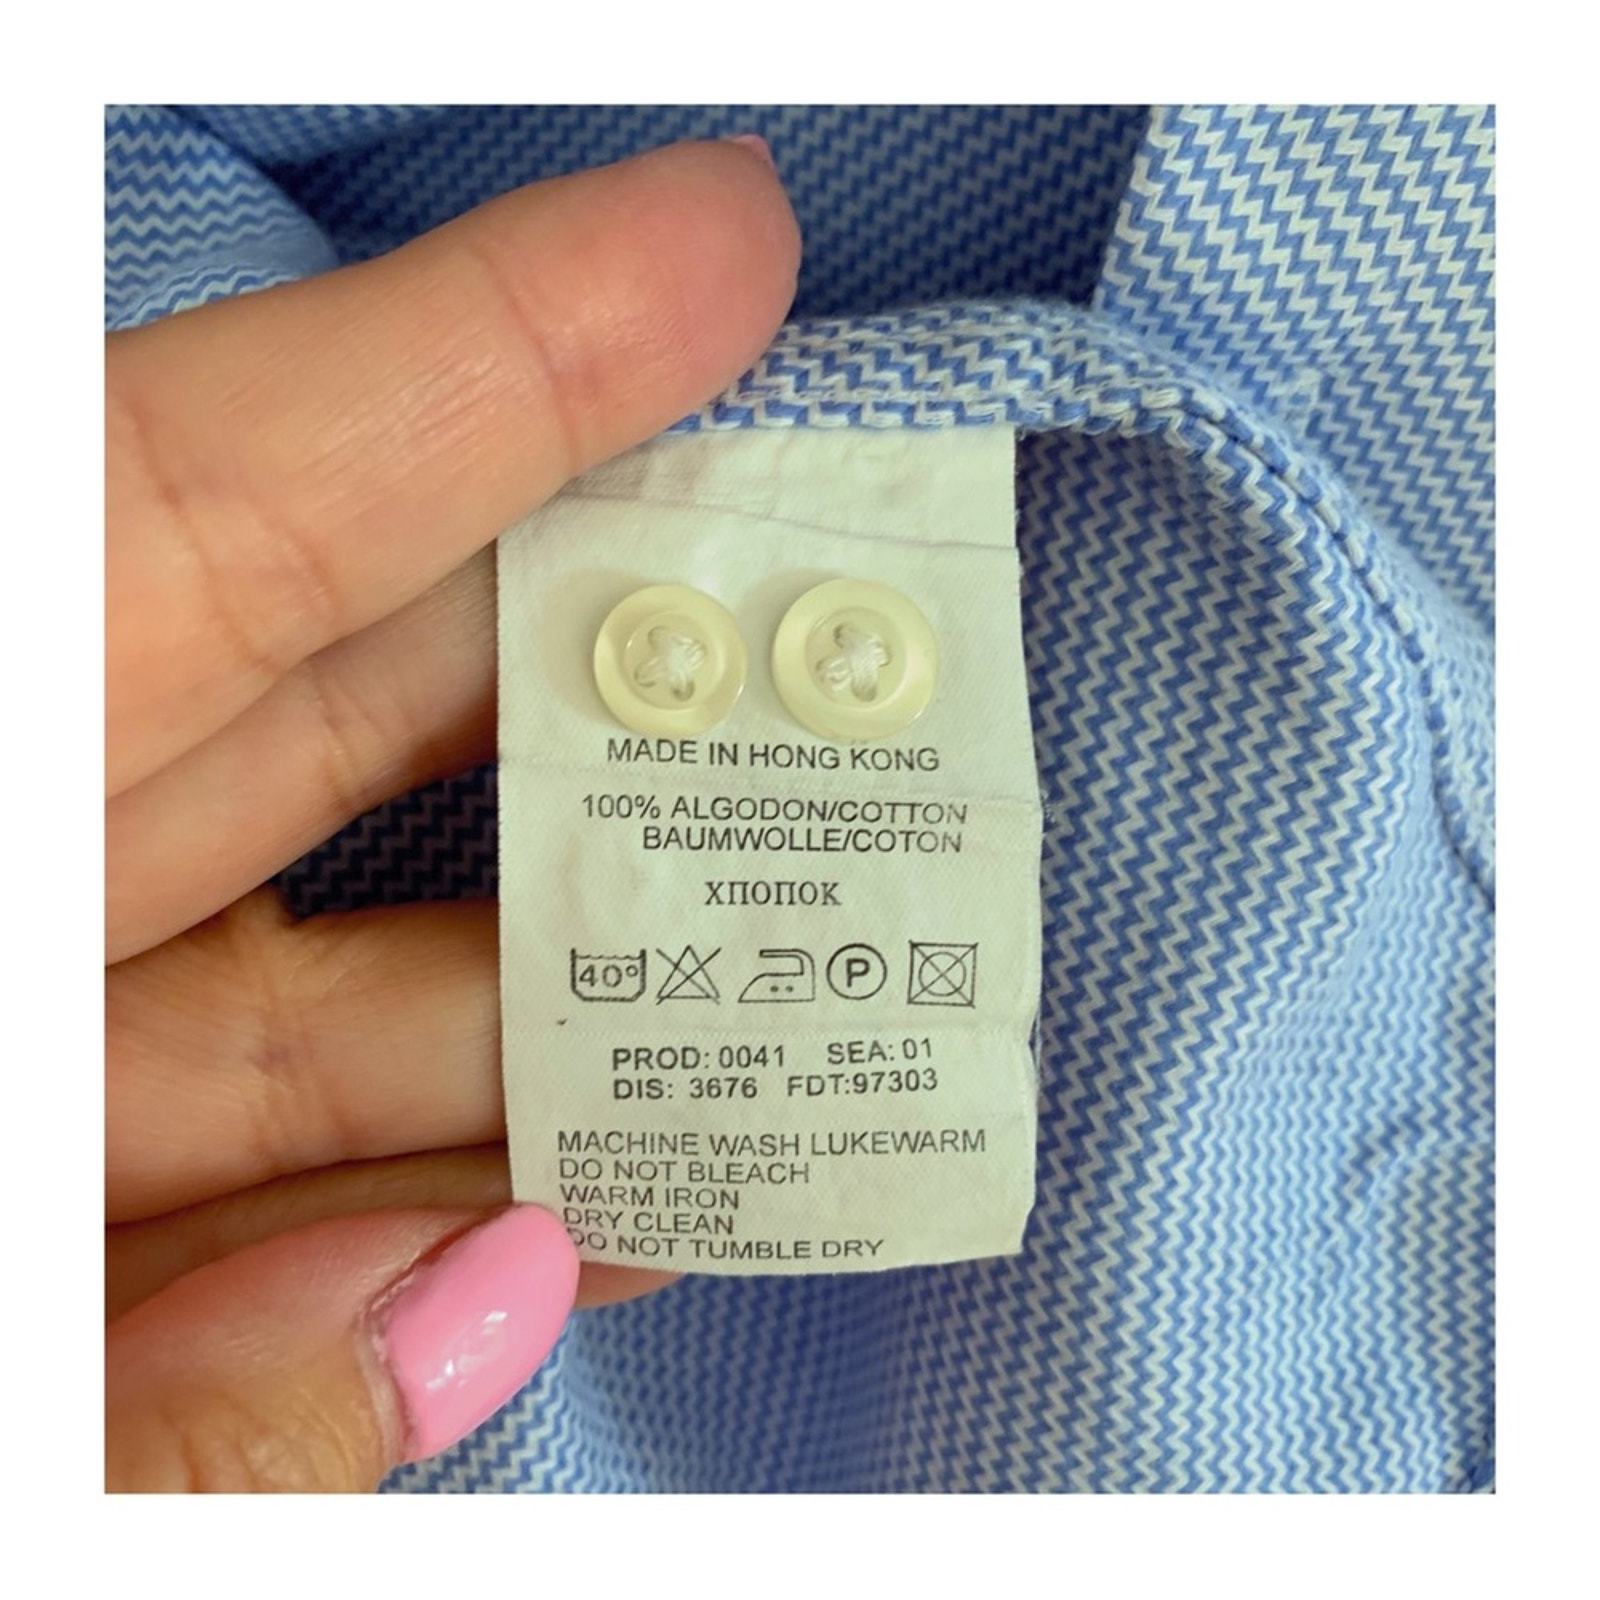 MADE IN HONG KONG
100% ALGODON/COTTON
BAUMWOLLE/COTON
ХПОПОК
40°
P
PROD: 0041 SEA: 01
DIS: 3676 FDT:97303
MACHINE WASH LUKEWARM
DO NOT BLEACH
WARM IRON
DRY CLEAN
DO NOT TUMBLE DRY